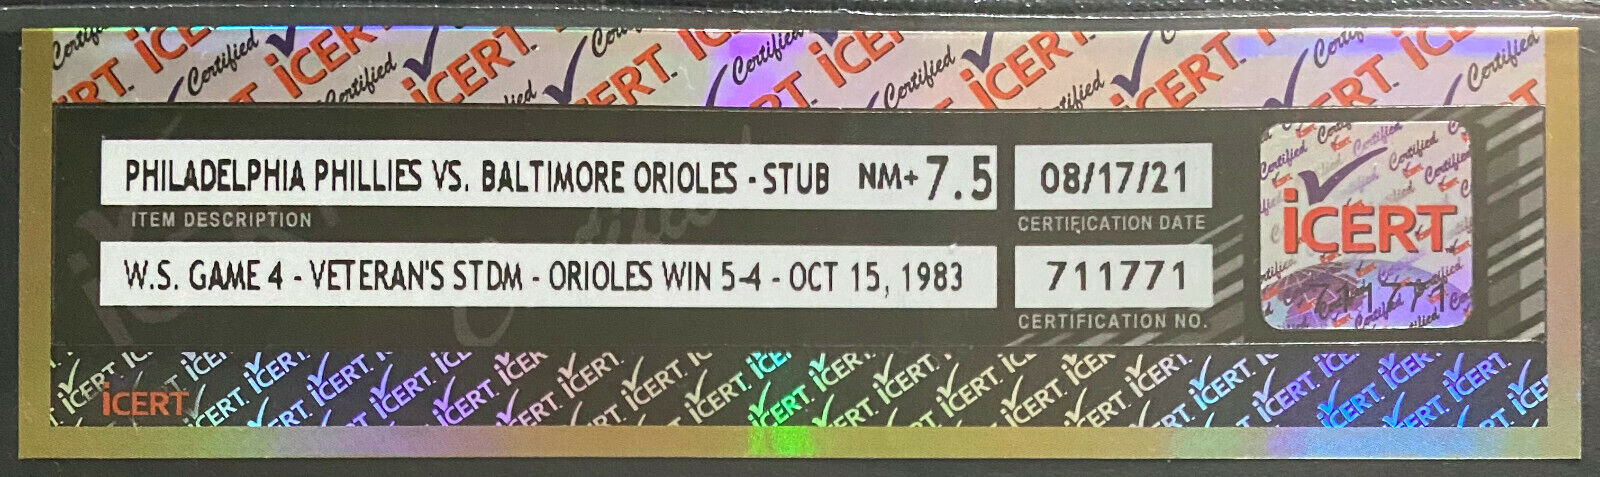 PHILADELPHIA PHILLIES VS. BALTIMORE ORIOLES - STUB NM+ 7.5
08/17/21
ITEM DESCRIPTION
CERTIFICATION DATE
iCERT
W.S. GAME 4 - VETERAN'S STDM - ORIOLES WIN 5-4 - OCT 15, 1983
711771
711771
CERTIFICATION NO.
iCERT